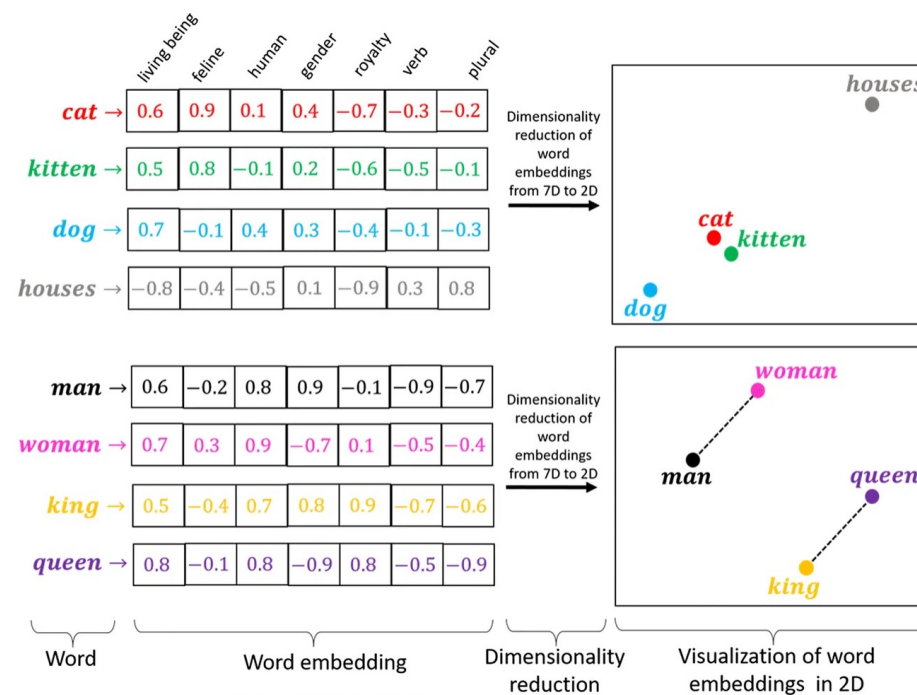 living being feline human gender royalty verb plural
cat → 0.6 0.9 0.1 0.4 −0.7 −0.3 −0.2
kitten → 0.5 0.8 −0.1 0.2 −0.6 −0.5 −0.1
dog → 0.7 −0.1 0.4 0.3 −0.4 −0.1 −0.3
houses → −0.8 −0.4 −0.5 0.1 −0.9 0.3 0.8
Dimensionality
reduction of
word
embeddings
from 7D to 2D
houses
cat
kitten
dog
man → 0.6 −0.2 0.8 0.9 −0.1 −0.9 −0.7
woman → 0.7 0.3 0.9 −0.7 0.1 −0.5 −0.4
king → 0.5 −0.4 0.7 0.8 0.9 −0.7 −0.6
queen → 0.8 −0.1 0.8 −0.9 0.8 −0.5 −0.9
Dimensionality
reduction of
word
embeddings
from 7D to 2D
woman
man
queen
king
Word
Word embedding
Dimensionality
reduction
Visualization of word
embeddings in 2D